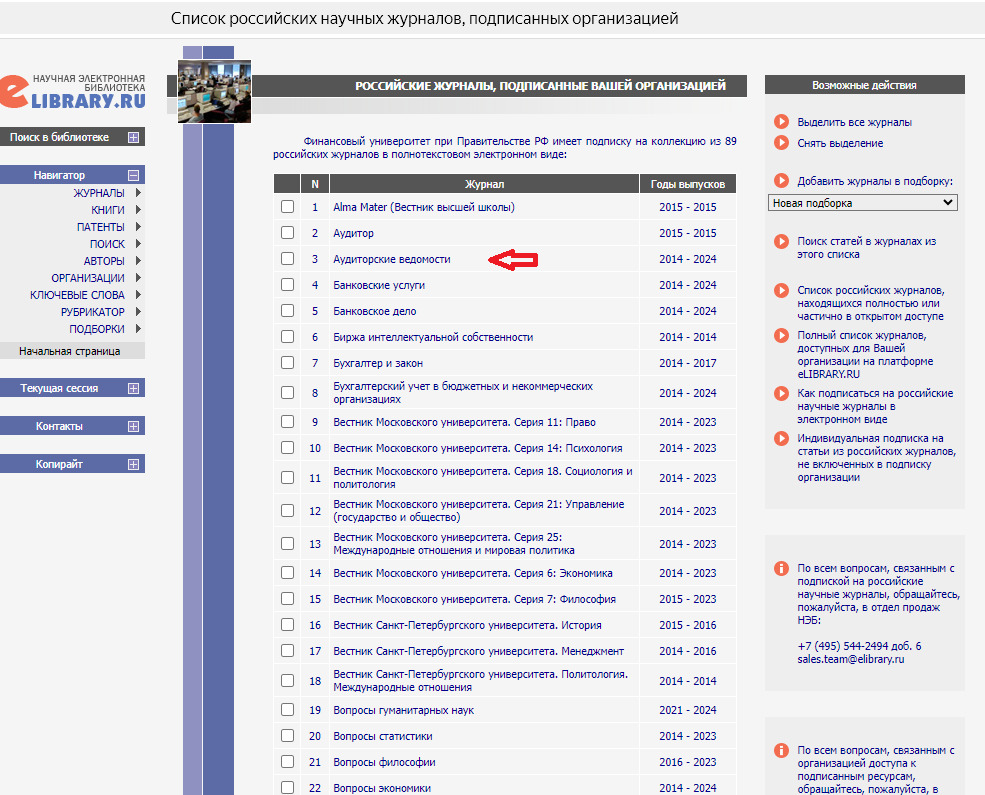 Список российских научных журналов, подписанных организацией
НАУЧНАЯ ЭЛЕКТРОННАЯ
БИБЛИОТЕКА
eLIBRARY.RU
Поиск в библиотеке
Навигатор
ЖУРНАЛЫ
КНИГИ
ПАТЕНТЫ
ПОИСК
АВТОРЫ
ОРГАНИЗАЦИИ
КЛЮЧЕВЫЕ СЛОВА
РУБРИКАТОР
ПОДБОРКИ
Начальная страница
Текущая сессия
Контакты
Копирайт
РОССИЙСКИЕ ЖУРНАЛЫ, ПОДПИСАННЫЕ ВАШЕЙ ОРГАНИЗАЦИЕЙ
Финансовый университет при Правительстве РФ имеет подписку на коллекцию из 89
российских журналов в полнотекстовом электронном виде:
N Журнал Годы выпусков
1 Alma Mater (Вестник высшей школы) 2015 - 2015
2 Аудитор 2015 - 2015
3 Аудиторские ведомости 2014 - 2024
4 Банковские услуги 2014 - 2024
5 Банковское дело 2014 - 2024
6 Биржа интеллектуальной собственности 2014 - 2014
7 Бухгалтер и закон 2014 - 2017
8 Бухгалтерский учет в бюджетных и некоммерческих
организациях 2014 - 2024
9 Вестник Московского университета. Серия 11: Право 2014 - 2023
10 Вестник Московского университета. Серия 14: Психология 2014 - 2023
11 Вестник Московского университета. Серия 18. Социология и
политология 2014 - 2023
12 Вестник Московского университета. Серия 21: Управление
(государство и общество) 2014 - 2023
13 Вестник Московского университета. Серия 25:
Международные отношения и мировая политика 2014 - 2023
14 Вестник Московского университета. Серия 6: Экономика 2014 - 2023
15 Вестник Московского университета. Серия 7: Философия 2015 - 2023
16 Вестник Санкт-Петербургского университета. История 2015 - 2016
17 Вестник Санкт-Петербургского университета. Менеджмент 2014 - 2016
18 Вестник Санкт-Петербургского университета. Политология.
Международные отношения 2014 - 2014
19 Вопросы гуманитарных наук 2021 - 2024
20 Вопросы статистики 2014 - 2023
21 Вопросы философии 2016 - 2023
22 Вопросы экономики 2014 - 2024
Возможные действия
Выделить все журналы
Снять выделение
Добавить журналы в подборку:
Новая подборка
Поиск статей в журналах из
этого списка
Список российских журналов,
находящихся полностью или
частично в открытом доступе
Полный список журналов,
доступных для Вашей
организации на платформе
eLIBRARY.RU
Как подписаться на российские
научные журналы в
электронном виде
Индивидуальная подписка на
статьи из российских журналов,
не включенных в подписку
организации
По всем вопросам, связанным с
подпиской на российские
научные журналы, обращайтесь,
пожалуйста, в отдел продаж
НЭБ:
+7 (495) 544-2494 доб. 6
sales.team@elibrary.ru
По всем вопросам, связанным с
организацией доступа к
подписанным ресурсам,
обращайтесь, пожалуйста, в